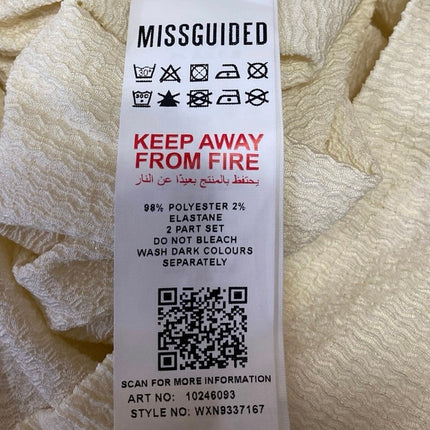 MISSGUIDED
KEEP AWAY
FROM FIRE
يحتفظ بالمنتج بعيدًا عن النار
98% POLYESTER 2%
ELASTANE
2 PART SET
DO NOT BLEACH
WASH DARK COLOURS
SEPARATELY
SCAN FOR MORE INFORMATION
ART NO: 10246093
STYLE NO: WXN9337167